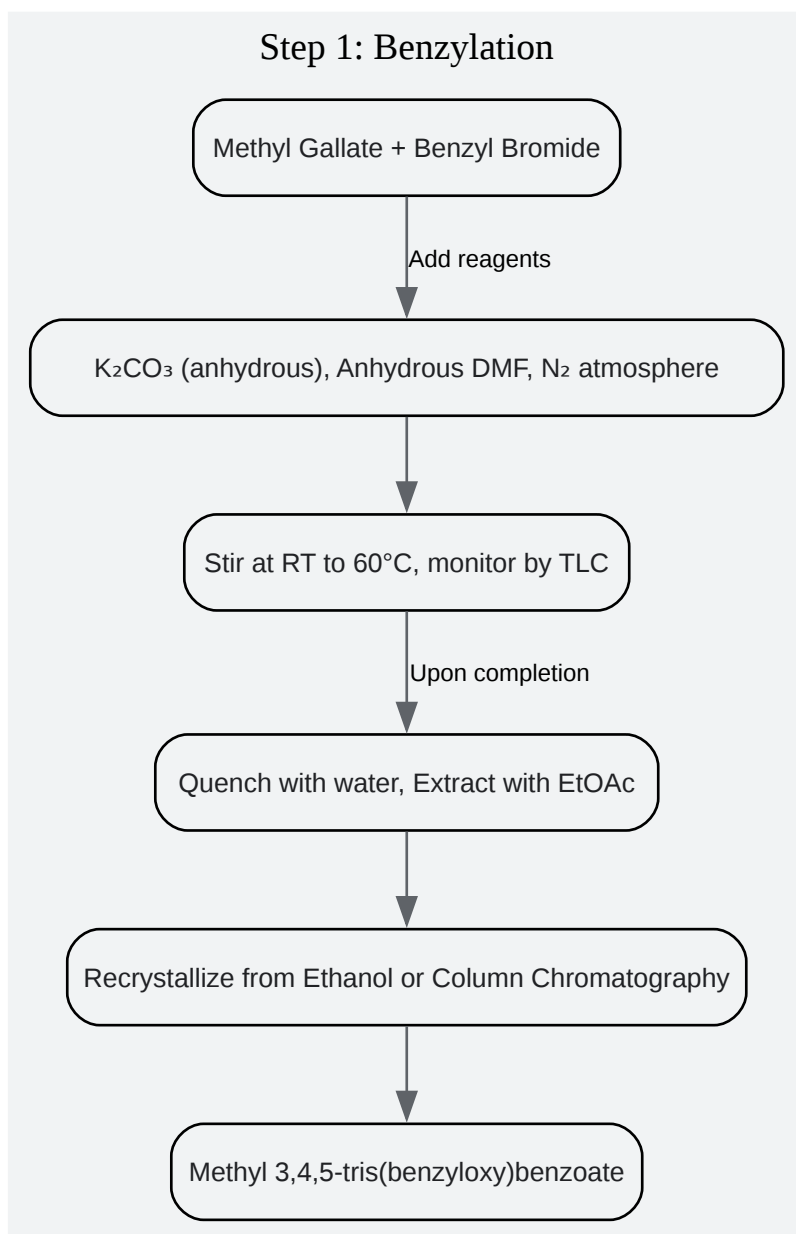 Step 1: Benzylation
Methyl Gallate + Benzyl Bromide
Add reagents
K₂CO₃ (anhydrous), Anhydrous DMF, N₂ atmosphere
Stir at RT to 60°C, monitor by TLC
Upon completion
Quench with water, Extract with EtOAc
Recrystallize from Ethanol or Column Chromatography
Methyl 3,4,5-tris(benzyloxy)benzoate